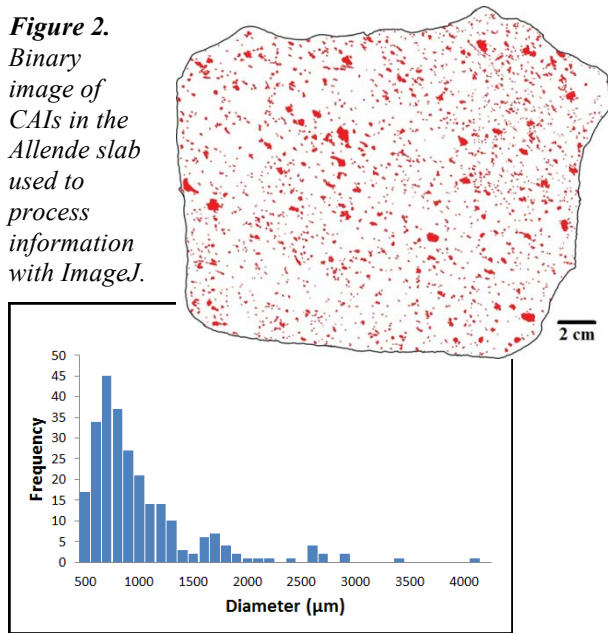 Figure 2.
Binary
image of
CAIs in the
Allende slab
used to
process
information
with ImageJ.
2 cm
50
45
40
35
30
25
20
15
10
5
0
Frequency
500 1000 1500 2000 2500 3000 3500 4000
Diameter (µm)